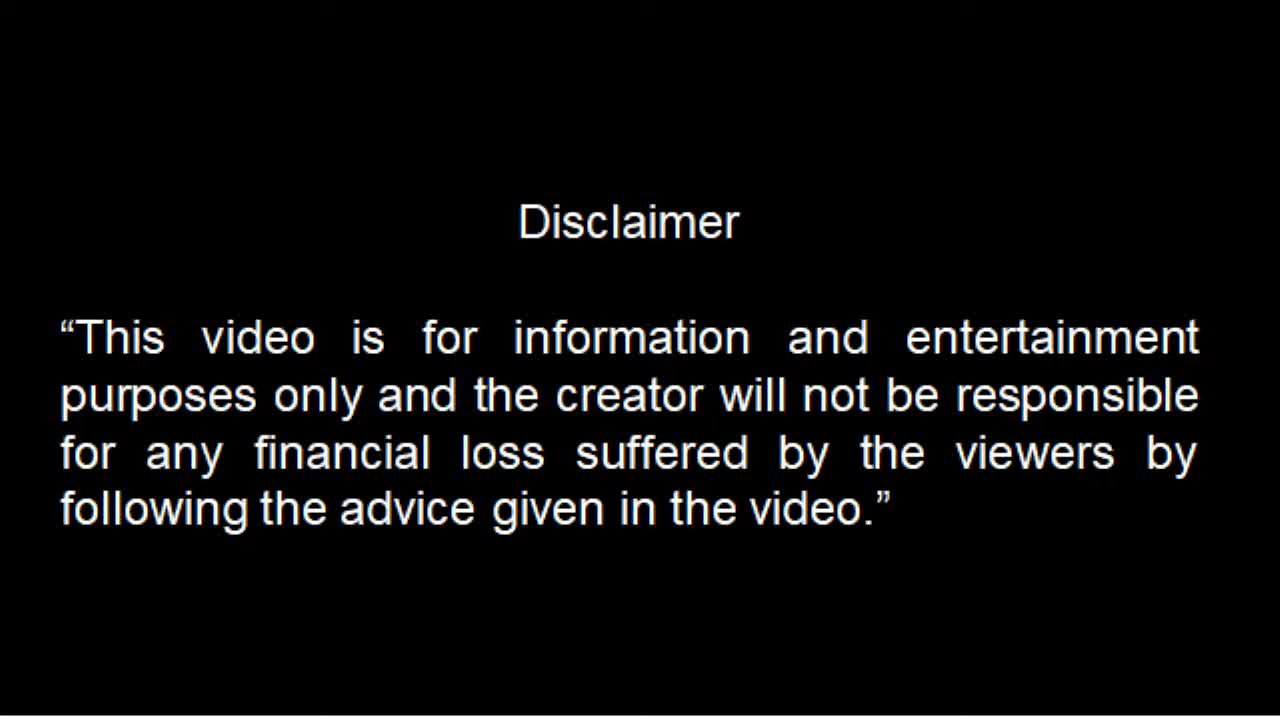 Disclaimer
“This video is for information and entertainment
purposes only and the creator will not be responsible
for any financial loss suffered by the viewers by
following the advice given in the video.”